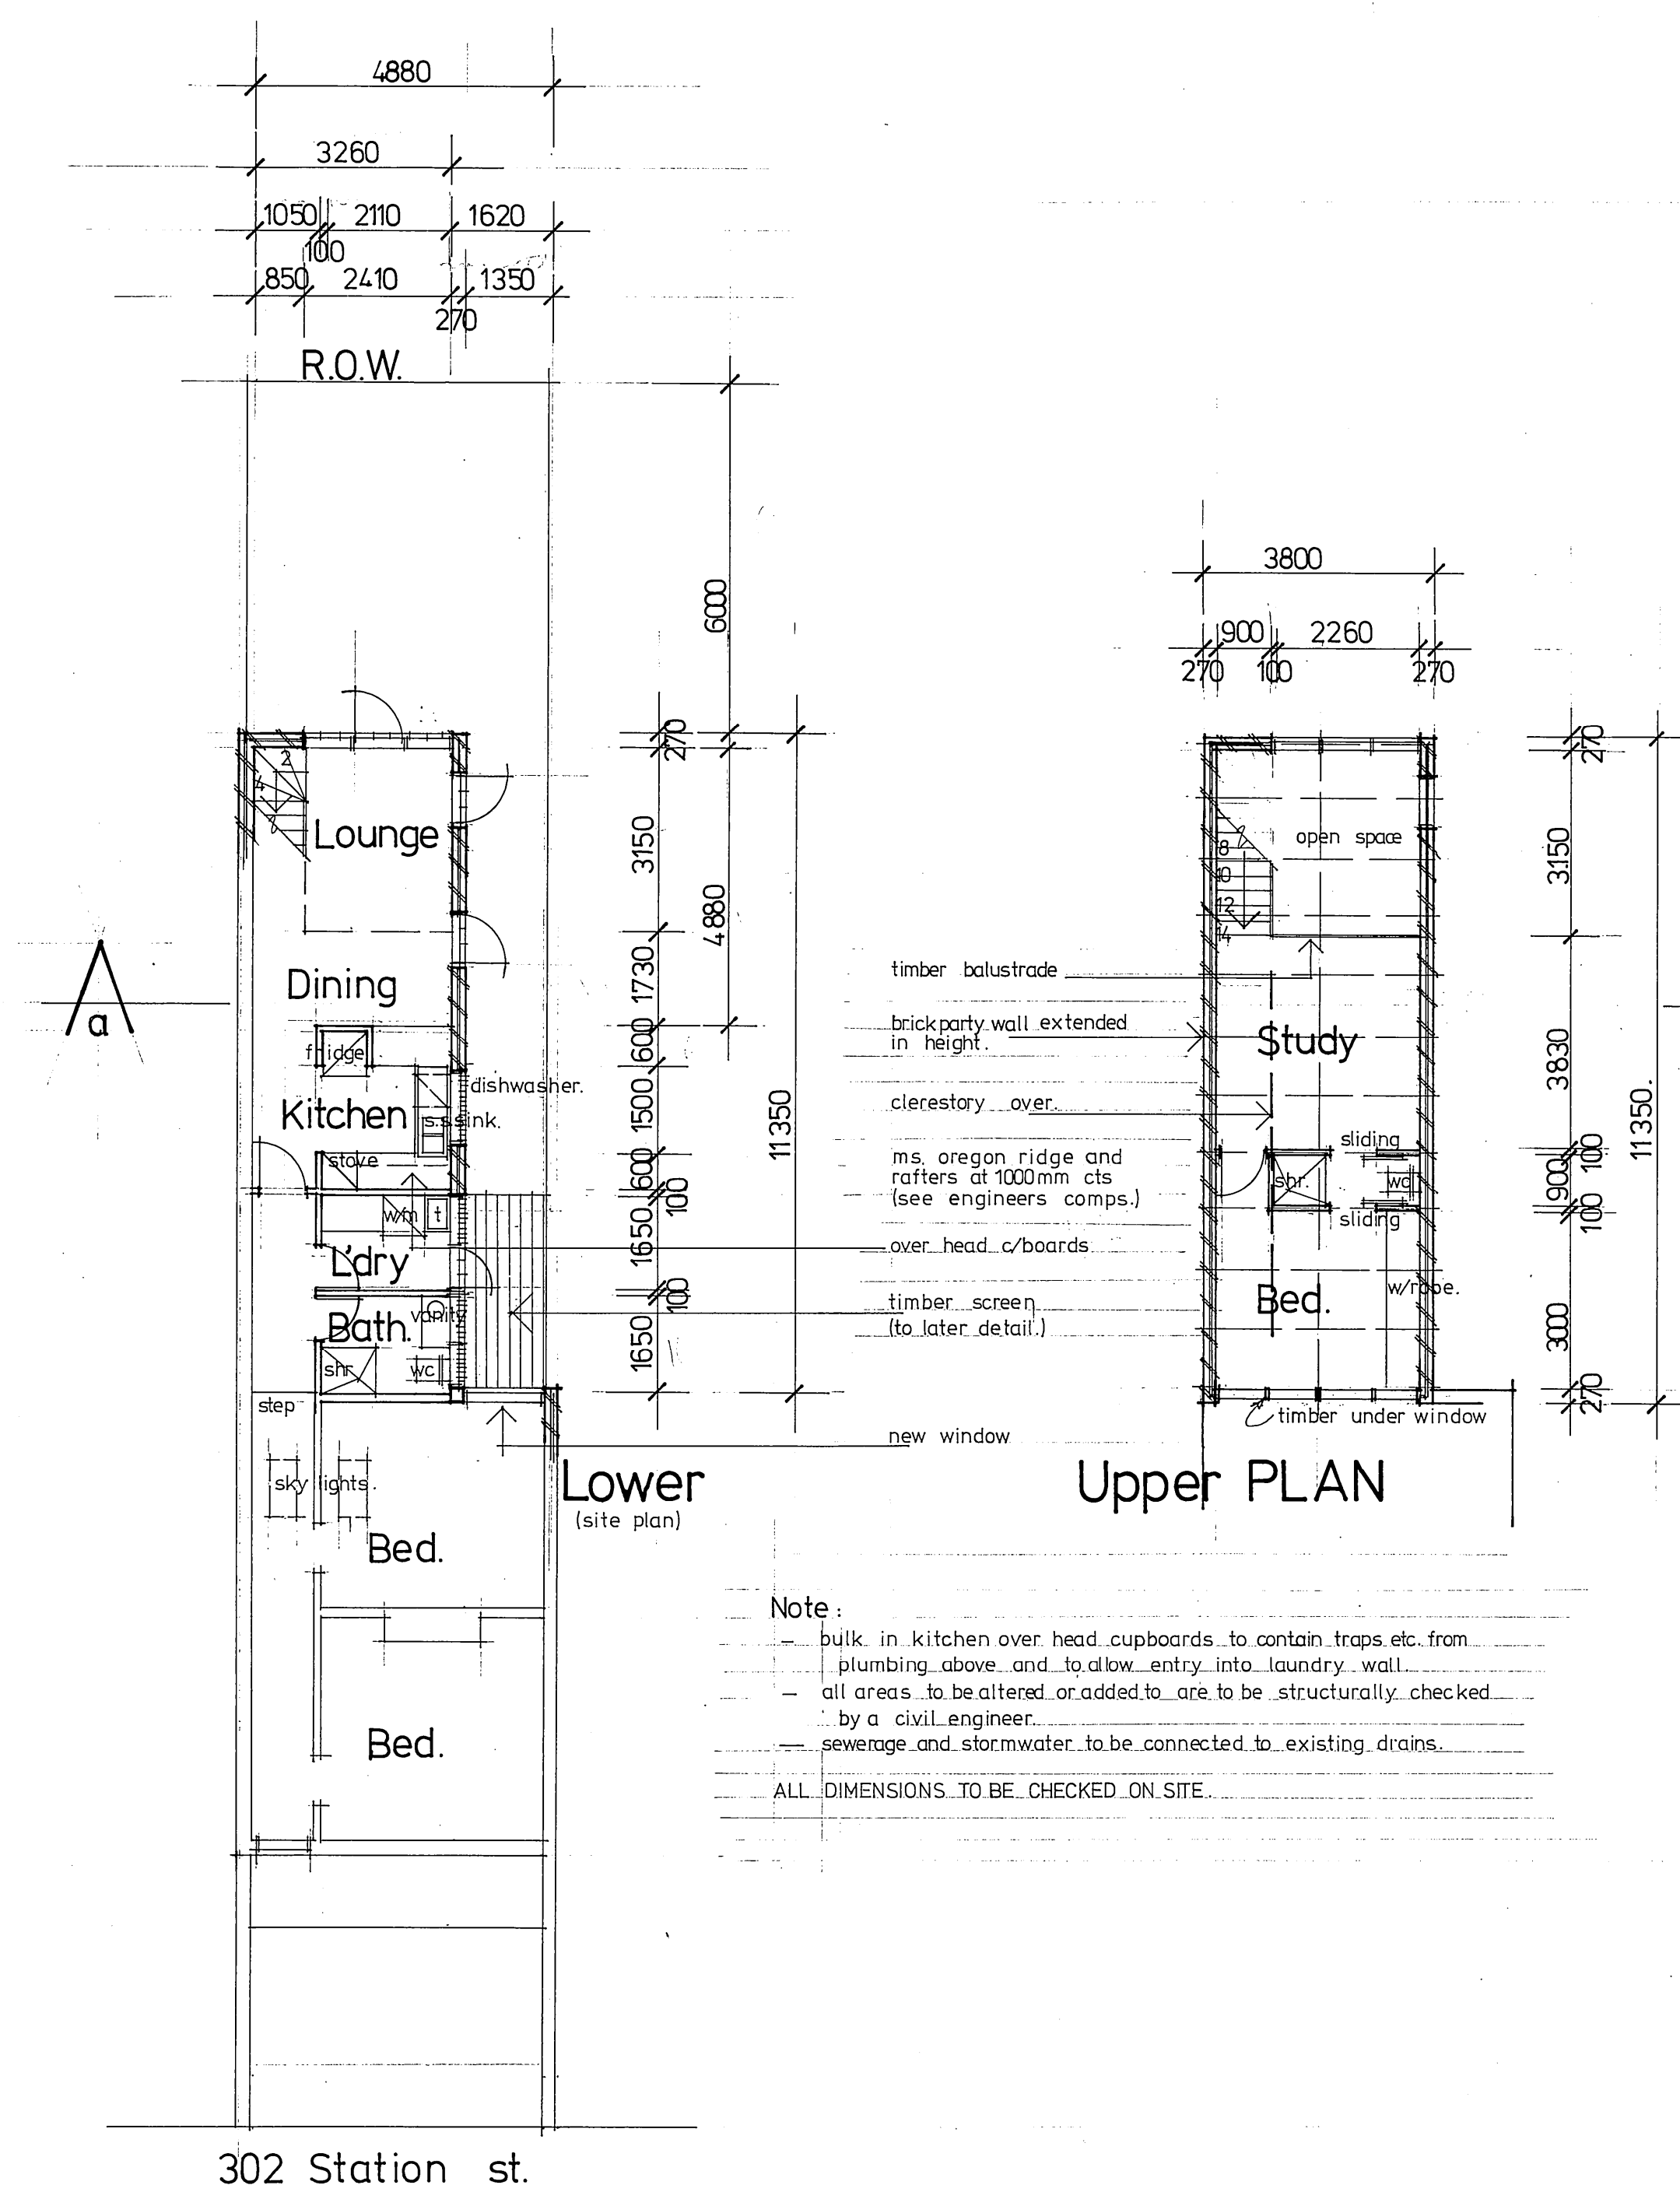 4880
3260
1050 2110 1620
100
850 2410 1350
270
R.O.W.
6000
3800
900 2260
270 100 270
270
270
2
4
Lounge
3150
8
10
12
14
open space
3150
4880
Dining
1730
a
timber balustrade
brick party wall extended
in height.
Study
3830
11350.
fridge
600
dishwasher.
Kitchen
s.s sink.
1500
11350
clerestory over.
stove
600
100
ms. oregon ridge and
rafters at 1000mm cts
(see engineers comps.)
sliding
shr.
wc
sliding
100
900
100
w/m t
1650
L'dry
over head c/boards
100
vanity
Bath.
timber screen
(to later detail.)
Bed.
w/robe.
3000
shr
wc
1650
270
step
timber under window
new window
sky lights.
Lower
(site plan)
Upper PLAN
Bed.
Bed.
Note :
— bulk in kitchen over head cupboards to contain traps etc. from
plumbing above and to allow entry into laundry wall.
— all areas to be altered or added to are to be structurally checked
by a civil engineer.
— sewerage and stormwater to be connected to existing drains.
ALL DIMENSIONS TO BE CHECKED ON SITE.
302 Station st.